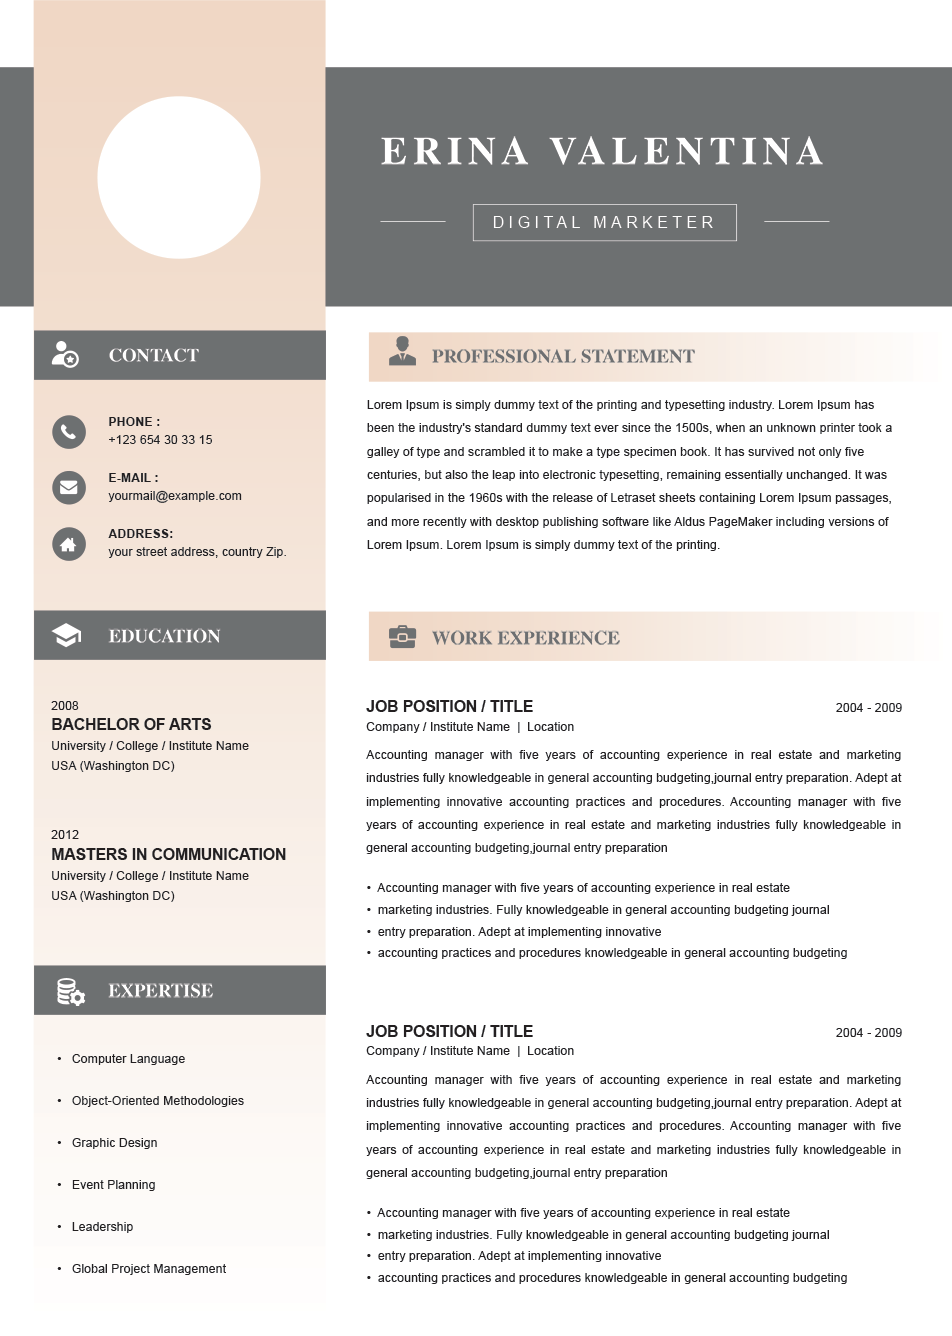 ERINA VALENTINA
DIGITAL MARKETER
CONTACT
PHONE :
+123 654 30 33 15
E-MAIL :
yourmail@example.com
ADDRESS:
your street address, country Zip.
EDUCATION
2008
BACHELOR OF ARTS
University / College / Institute Name
USA (Washington DC)
2012
MASTERS IN COMMUNICATION
University / College / Institute Name
USA (Washington DC)
EXPERTISE
• Computer Language
• Object-Oriented Methodologies
• Graphic Design
• Event Planning
• Leadership
• Global Project Management
PROFESSIONAL STATEMENT
Lorem Ipsum is simply dummy text of the printing and typesetting industry. Lorem Ipsum has
been the industry's standard dummy text ever since the 1500s, when an unknown printer took a
galley of type and scrambled it to make a type specimen book. It has survived not only five
centuries, but also the leap into electronic typesetting, remaining essentially unchanged. It was
popularised in the 1960s with the release of Letraset sheets containing Lorem Ipsum passages,
and more recently with desktop publishing software like Aldus PageMaker including versions of
Lorem Ipsum. Lorem Ipsum is simply dummy text of the printing.
WORK EXPERIENCE
JOB POSITION / TITLE 2004 - 2009
Company / Institute Name | Location
Accounting manager with five years of accounting experience in real estate and marketing
industries fully knowledgeable in general accounting budgeting,journal entry preparation. Adept at
implementing innovative accounting practices and procedures. Accounting manager with five
years of accounting experience in real estate and marketing industries fully knowledgeable in
general accounting budgeting,journal entry preparation
• Accounting manager with five years of accounting experience in real estate
• marketing industries. Fully knowledgeable in general accounting budgeting journal
• entry preparation. Adept at implementing innovative
• accounting practices and procedures knowledgeable in general accounting budgeting
JOB POSITION / TITLE 2004 - 2009
Company / Institute Name | Location
Accounting manager with five years of accounting experience in real estate and marketing
industries fully knowledgeable in general accounting budgeting,journal entry preparation. Adept at
implementing innovative accounting practices and procedures. Accounting manager with five
years of accounting experience in real estate and marketing industries fully knowledgeable in
general accounting budgeting,journal entry preparation
• Accounting manager with five years of accounting experience in real estate
• marketing industries. Fully knowledgeable in general accounting budgeting journal
• entry preparation. Adept at implementing innovative
• accounting practices and procedures knowledgeable in general accounting budgeting